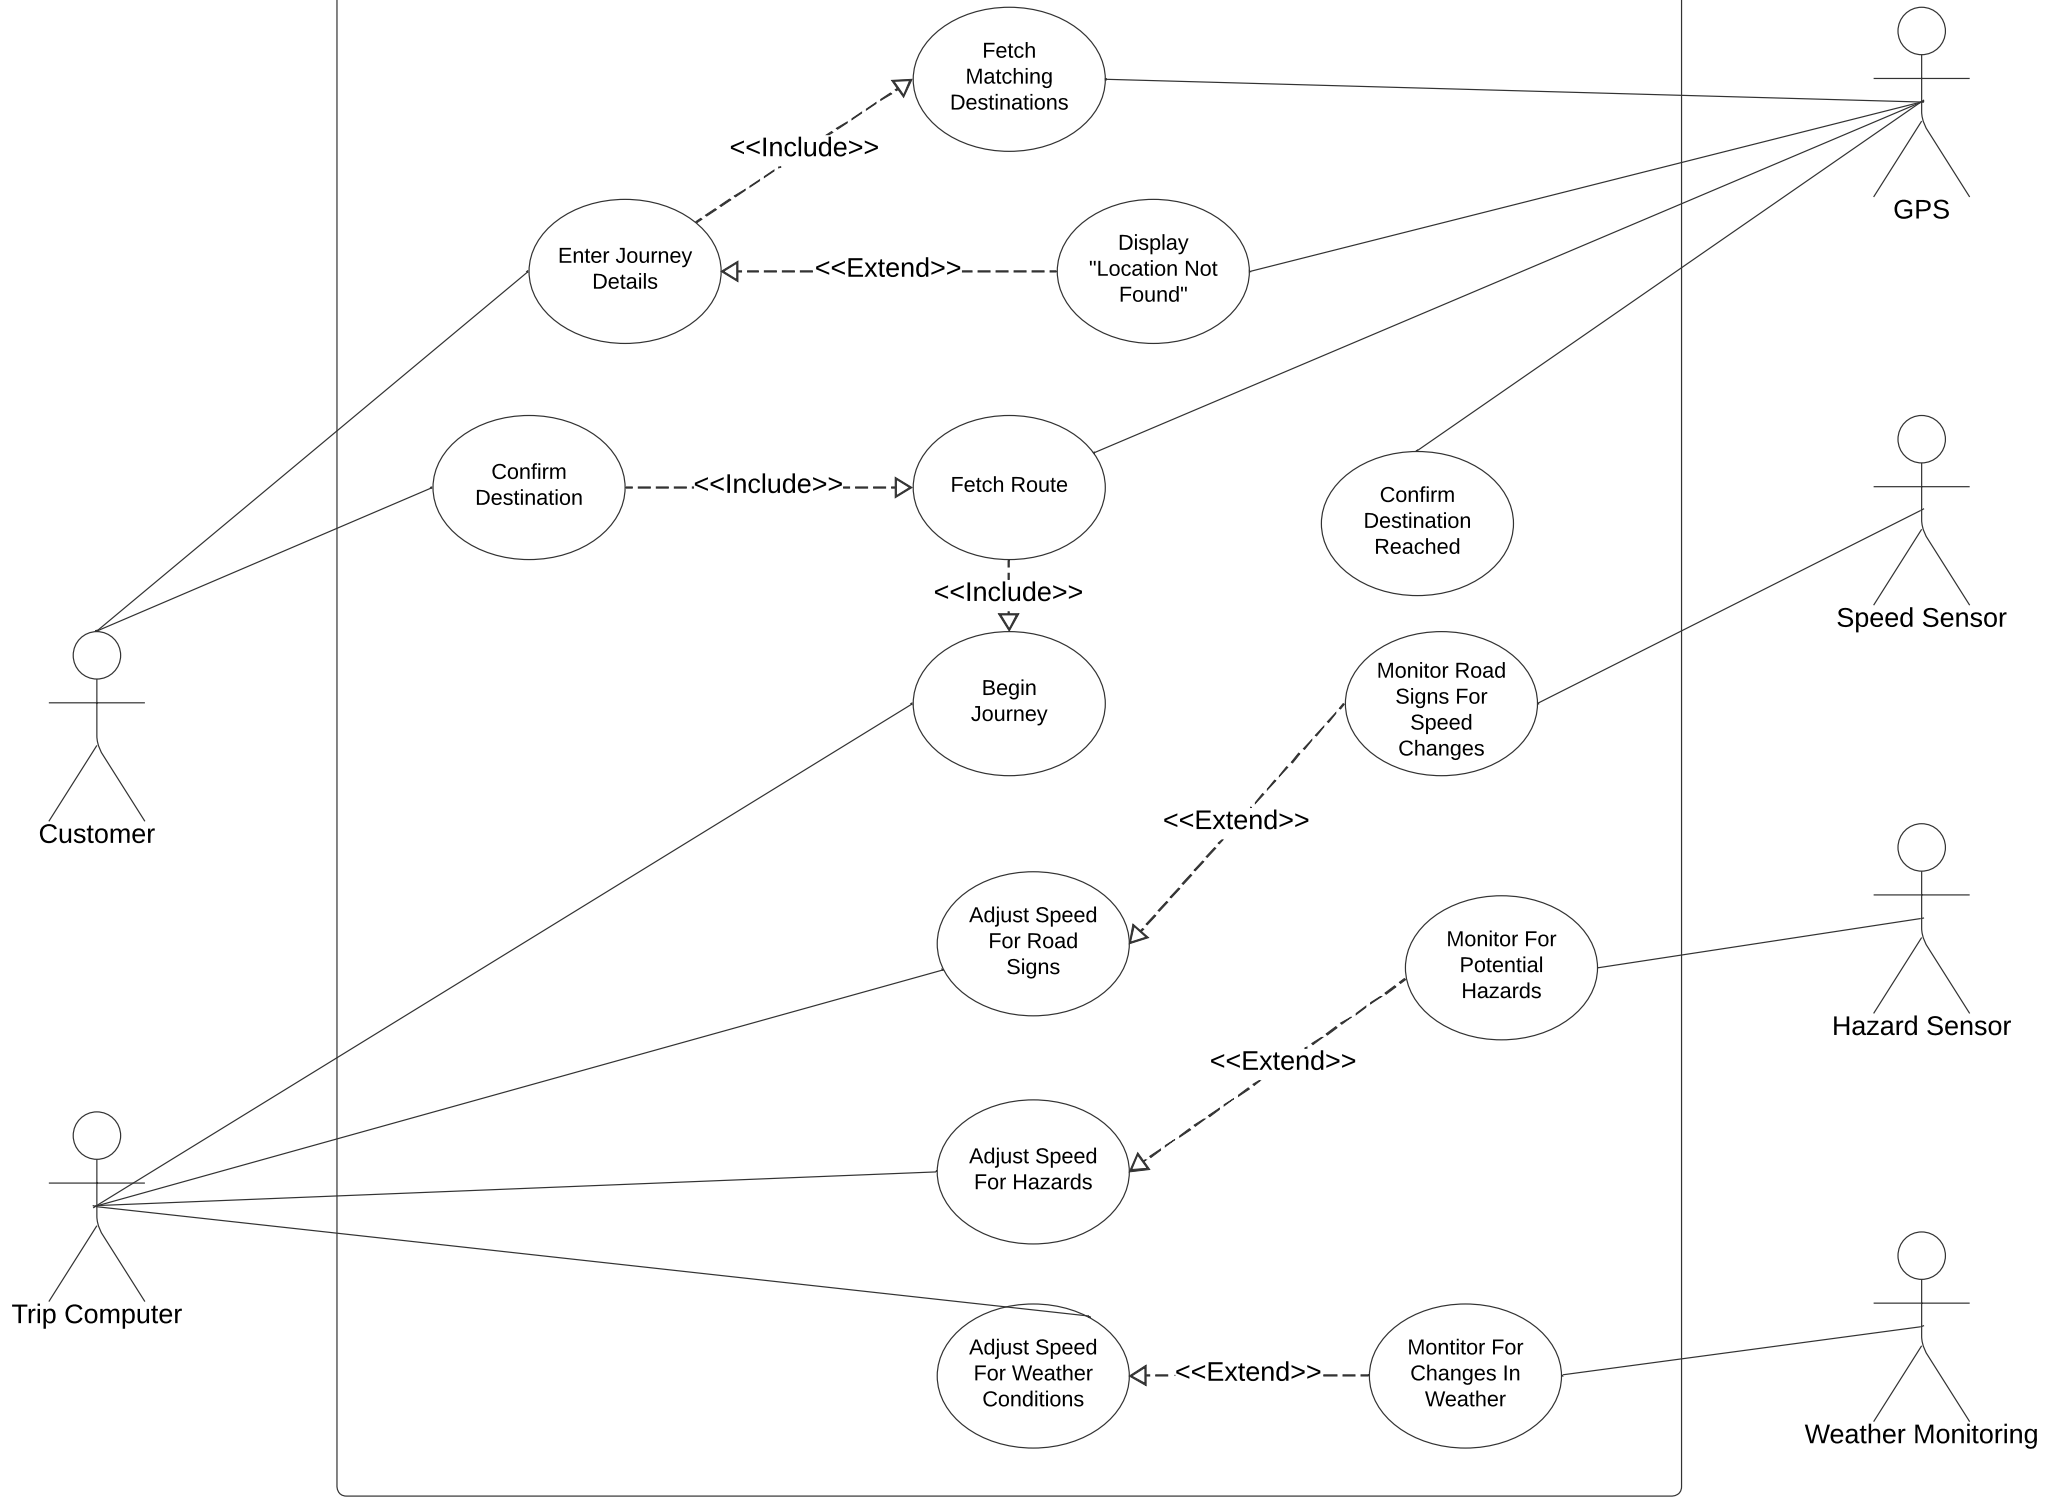 Fetch
Matching
Destinations
<<Include>>
GPS
Enter Journey
Details
<<Extend>>
Display
"Location Not
Found"
Confirm
Destination
<<Include>>
Fetch Route
Confirm
Destination
Reached
<<Include>>
Speed Sensor
Begin
Journey
Monitor Road
Signs For
Speed
Changes
Customer
<<Extend>>
Adjust Speed
For Road
Signs
Monitor For
Potential
Hazards
Hazard Sensor
<<Extend>>
Adjust Speed
For Hazards
Trip Computer
Adjust Speed
For Weather
Conditions
<<Extend>>
Montitor For
Changes In
Weather
Weather Monitoring